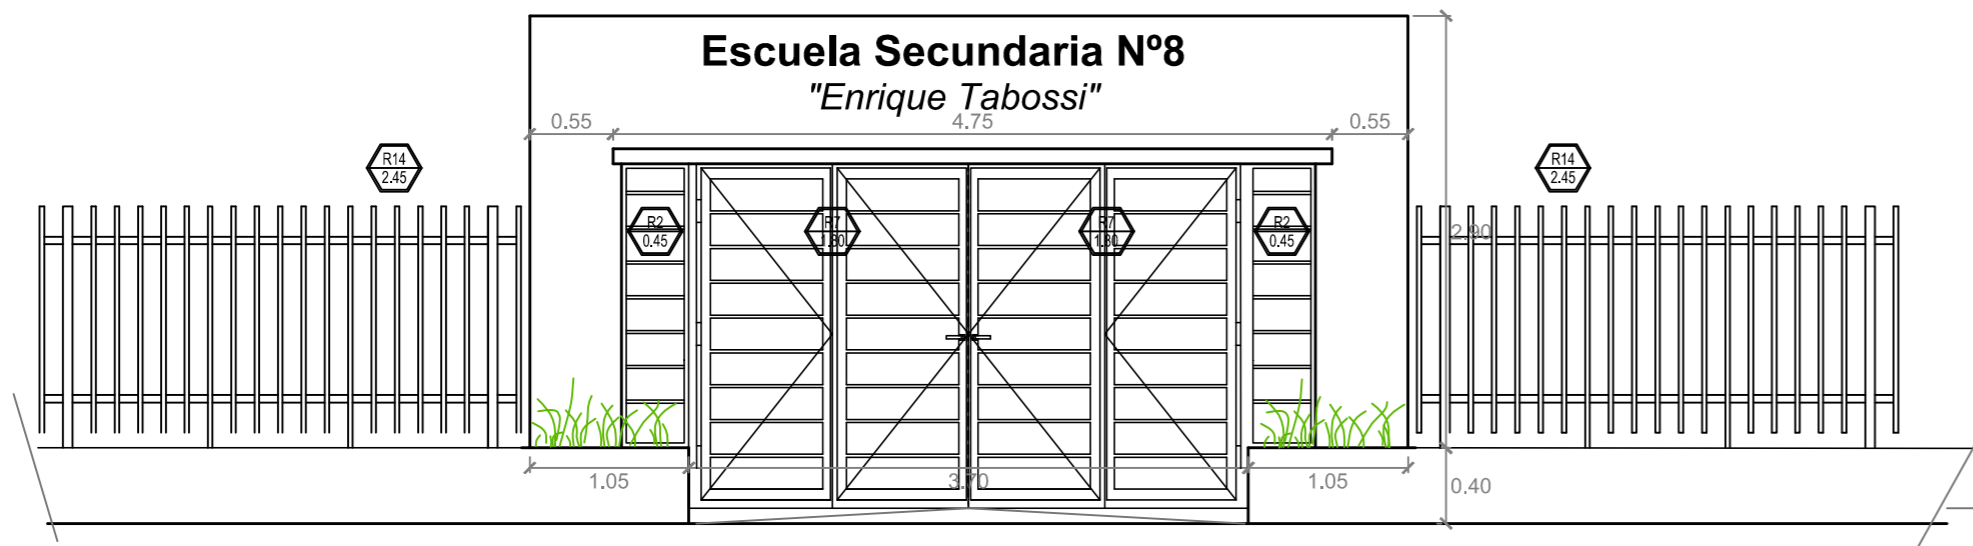 Escuela Secundaria Nº8
"Enrique Tabossi"
0.55 4.75 0.55
R14
2.45
R14
2.45
R2
0.45
R7
1.80
R7
1.80
R2
0.45
2.90
1.05 3.70 1.05
0.40